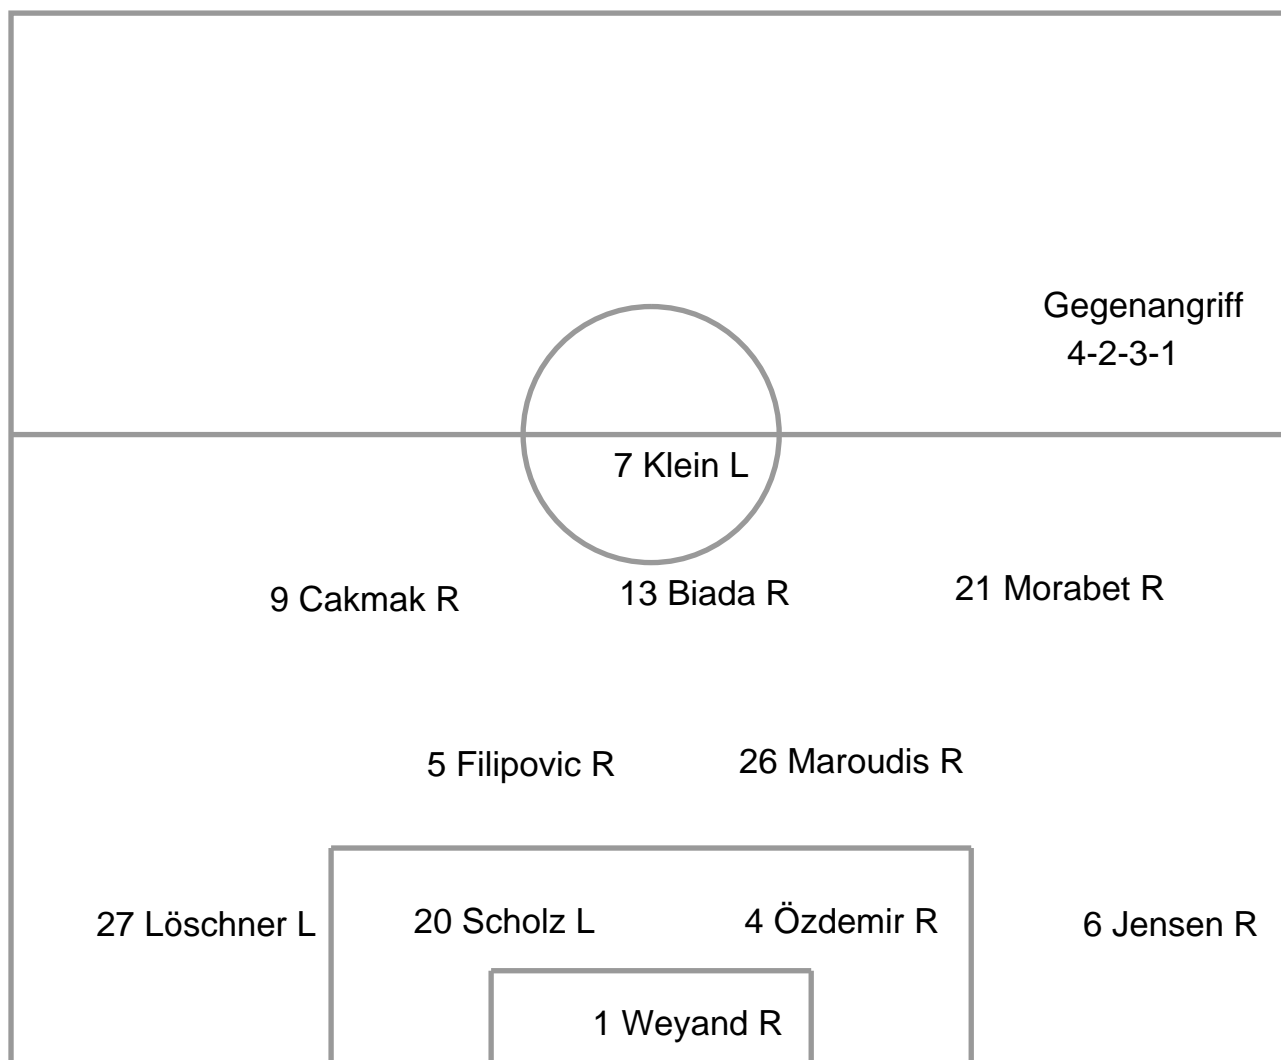 Gegenangriff
4-2-3-1
7 Klein L
9 Cakmak R
13 Biada R
21 Morabet R
5 Filipovic R
26 Maroudis R
27 Löschner L
20 Scholz L
4 Özdemir R
6 Jensen R
1 Weyand R